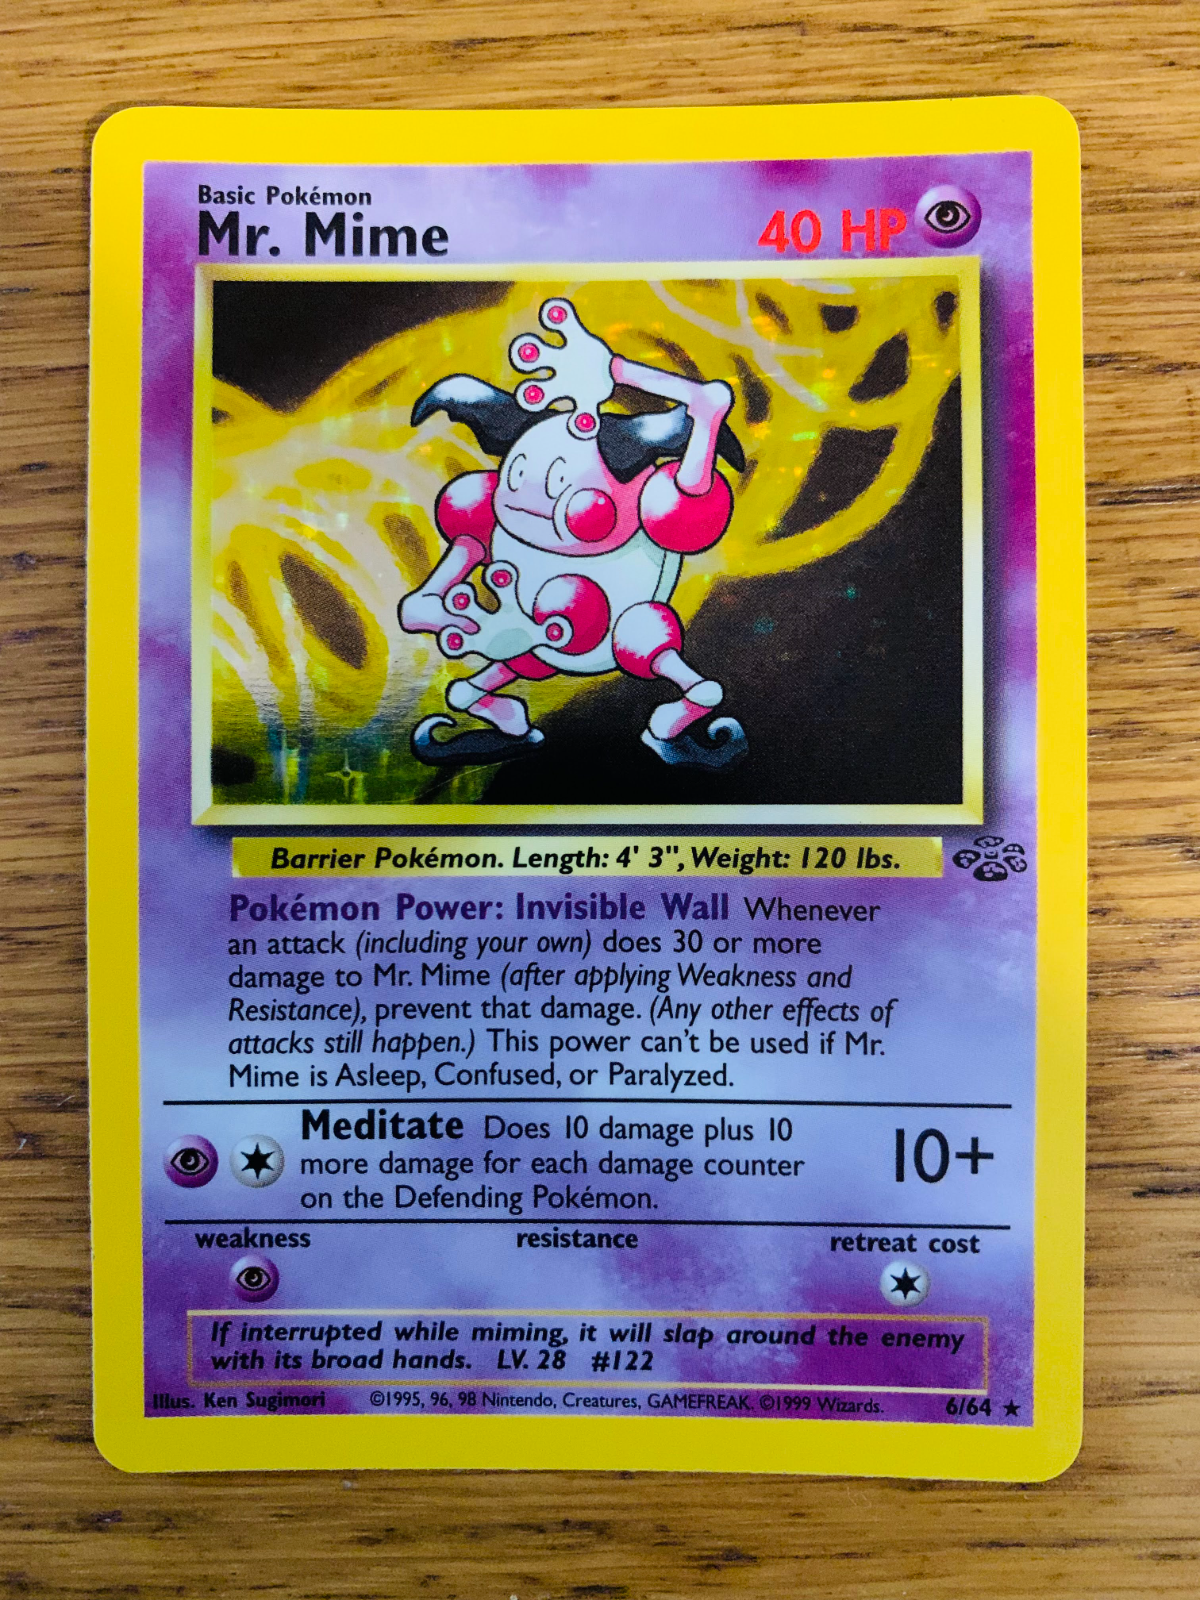 Basic Pokémon
Mr. Mime
40 HP
Barrier Pokémon. Length: 4' 3", Weight: 120 lbs.
Pokémon Power: Invisible Wall Whenever
an attack (including your own) does 30 or more
damage to Mr. Mime (after applying Weakness and
Resistance), prevent that damage. (Any other effects of
attacks still happen.) This power can't be used if Mr.
Mime is Asleep, Confused, or Paralyzed.
Meditate Does 10 damage plus 10
more damage for each damage counter
on the Defending Pokémon.
10+
weakness
resistance
retreat cost
If interrupted while miming, it will slap around the enemy
with its broad hands. LV. 28 #122
Illus. Ken Sugimori
©1995, 96, 98 Nintendo, Creatures, GAMEFREAK. ©1999 Wizards.
6/64 ★